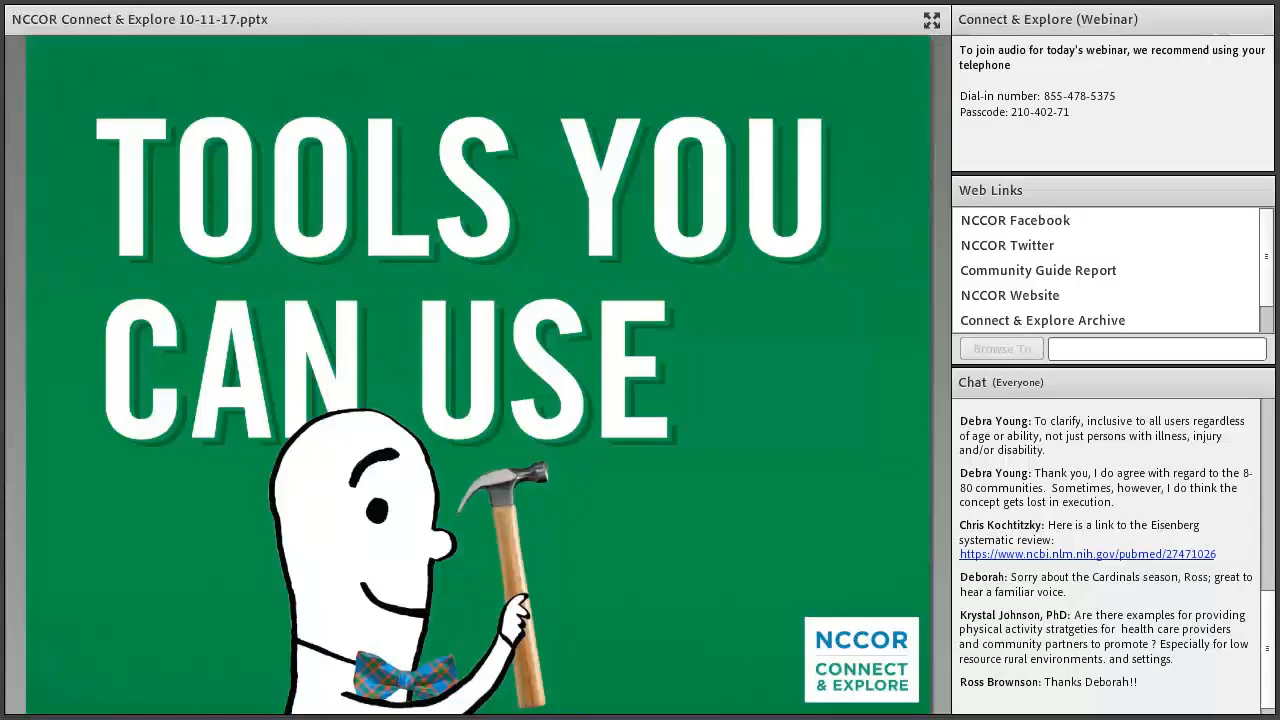 NCCOR Connect & Explore 10-11-17.pptx
TOOLS YOU
CAN USE
NCCOR
CONNECT
& EXPLORE
Connect & Explore (Webinar)
To join audio for today's webinar, we recommend using your
telephone
Dial-in number: 855-478-5375
Passcode: 210-402-71
Web Links
NCCOR Facebook
NCCOR Twitter
Community Guide Report
NCCOR Website
Connect & Explore Archive
Browse To
Chat (Everyone)
Debra Young: To clarify, inclusive to all users regardless
of age or ability, not just persons with illness, injury
and/or disability.
Debra Young: Thank you, I do agree with regard to the 8-
80 communities. Sometimes, however, I do think the
concept gets lost in execution.
Chris Kochtitzky: Here is a link to the Eisenberg
systematic review:
https://www.ncbi.nlm.nih.gov/pubmed/27471026
Deborah: Sorry about the Cardinals season, Ross; great to
hear a familiar voice.
Krystal Johnson, PhD: Are there examples for providing
physical activity stratgeties for health care providers
and community partners to promote ? Especially for low
resource rural environments. and settings.
Ross Brownson: Thanks Deborah!!